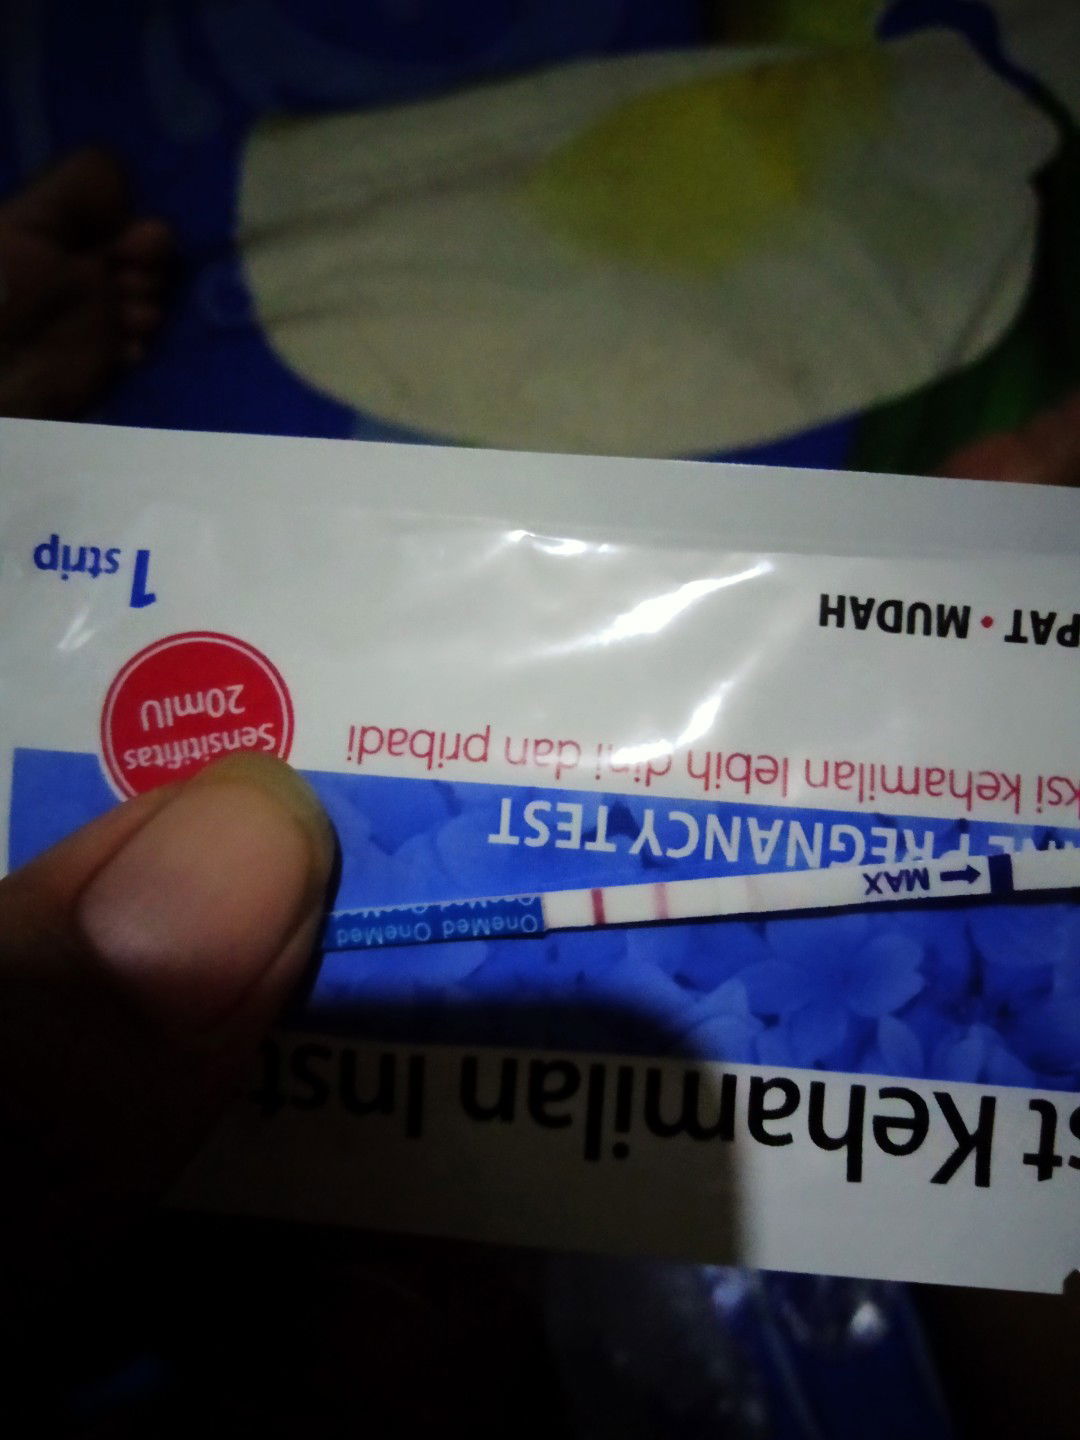 st Kehamilan Inst
OneMed OneMed
MAX
PREGNANCY TEST
ksi kehamilan lebih dini dan pribadi
Sensitifitas
20mIU
PAT • MUDAH
1 strip